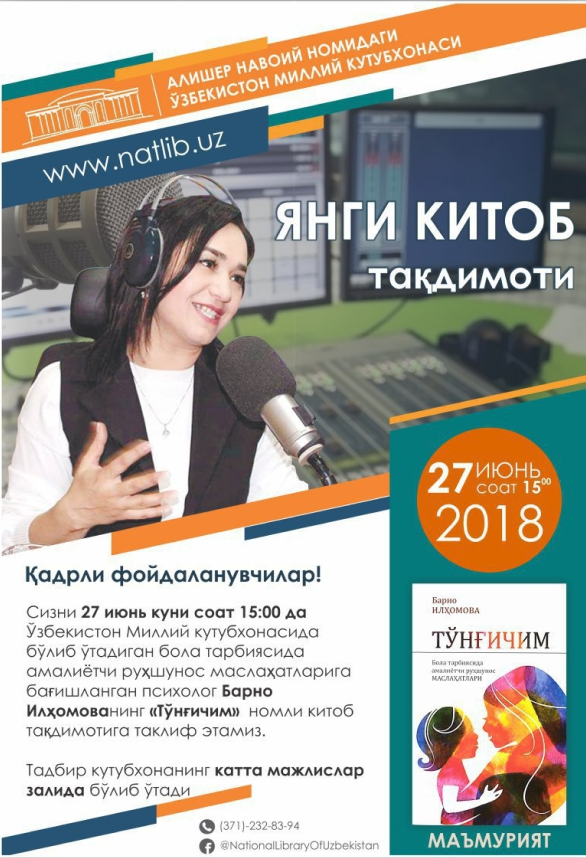 АЛИШЕР НАВОИЙ НОМИДАГИ
ЎЗБЕКИСТОН МИЛЛИЙ КУТУБХОНАСИ
www.natlib.uz
ЯНГИ КИТОБ
тақдимоти
27 ИЮНЬ
соат 15⁰⁰
2018
Қадрли фойдаланувчилар!
Сизни 27 июнь куни соат 15:00 да
Ўзбекистон Миллий кутубхонасида
бўлиб ўтадиган бола тарбиясида
амалиётчи руҳшунос маслаҳатларига
бағишланган психолог Барно
Илҳомованинг «Тўнғичим» номли китоб
тақдимотига таклиф этамиз.
Тадбир кутубхонанинг катта мажлислар
залида бўлиб ўтади
(371)-232-83-94
@NationalLibraryOfUzbekistan
Барно
ИЛҲОМОВА
ТЎНҒИЧИМ
Бола тарбиясида
амалиётчи руҳшунос
МАСЛАҲАТЛАРИ
МАЪМУРИЯТ